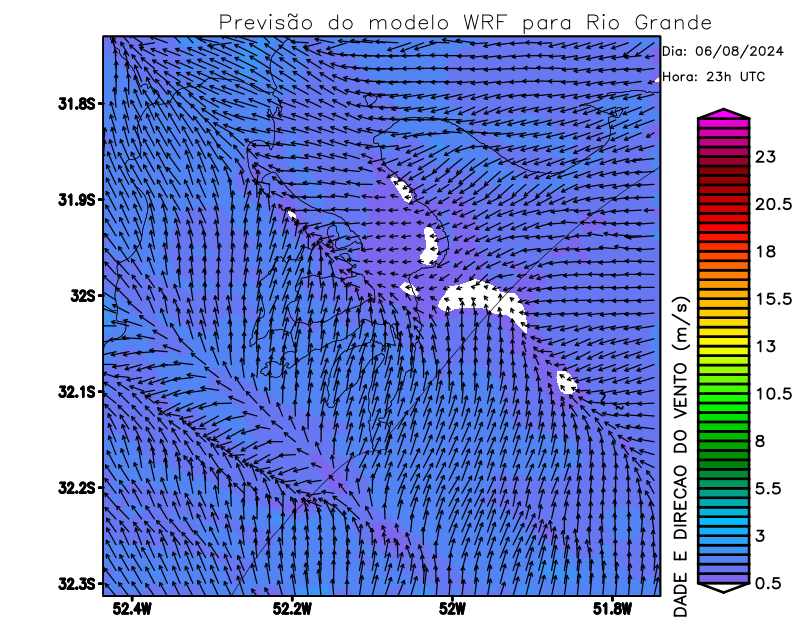 Previsão do modelo WRF para Rio Grande
Dia: 06/08/2024
Hora: 23h UTC
31.8S
31.9S
32S
32.1S
32.2S
32.3S
52.4W
52.2W
52W
51.8W
23
20.5
18
15.5
13
10.5
8
5.5
3
0.5
DADE E DIRECAO DO VENTO (m/s)